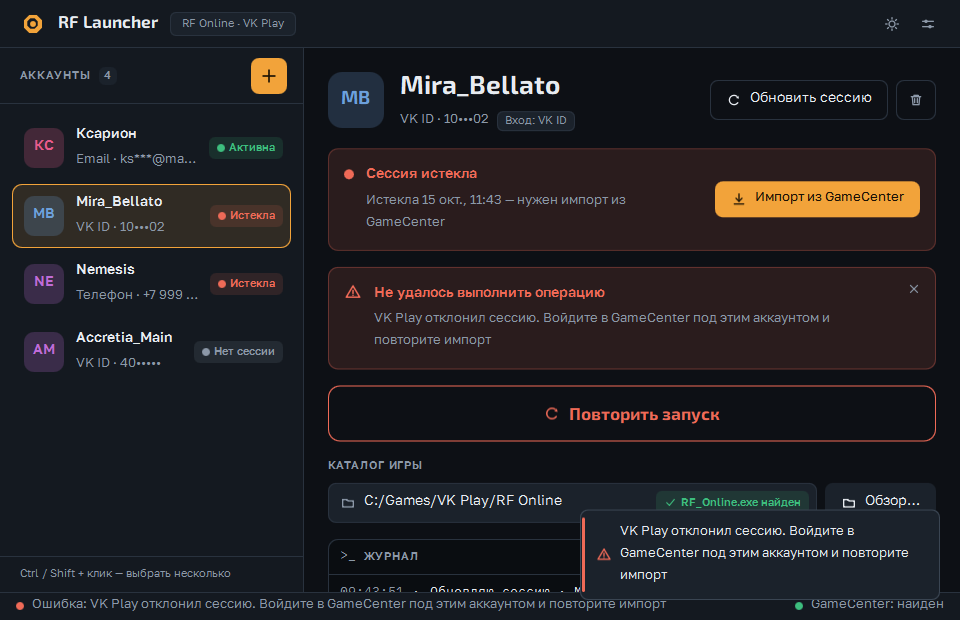 RF Launcher
RF Online · VK Play
АККАУНТЫ 4
+
КС
Ксарион
Email · ks***@ma...
Активна
MB
Mira_Bellato
VK ID · 10•••02
Истекла
NE
Nemesis
Телефон · +7 999 ...
Истекла
AM
Accretia_Main
VK ID · 40•••••
Нет сессии
Ctrl / Shift + клик — выбрать несколько
MB
Mira_Bellato
VK ID · 10•••02
Вход: VK ID
Обновить сессию
Сессия истекла
Истекла 15 окт., 11:43 — нужен импорт из
GameCenter
Импорт из GameCenter
Не удалось выполнить операцию
VK Play отклонил сессию. Войдите в GameCenter под этим аккаунтом и
повторите импорт
Повторить запуск
КАТАЛОГ ИГРЫ
C:/Games/VK Play/RF Online
RF_Online.exe найден
Обзор...
>_ ЖУРНАЛ
VK Play отклонил сессию. Войдите в
GameCenter под этим аккаунтом и повторите
импорт
Ошибка: VK Play отклонил сессию. Войдите в GameCenter под этим аккаунтом и повторите импорт
GameCenter: найден